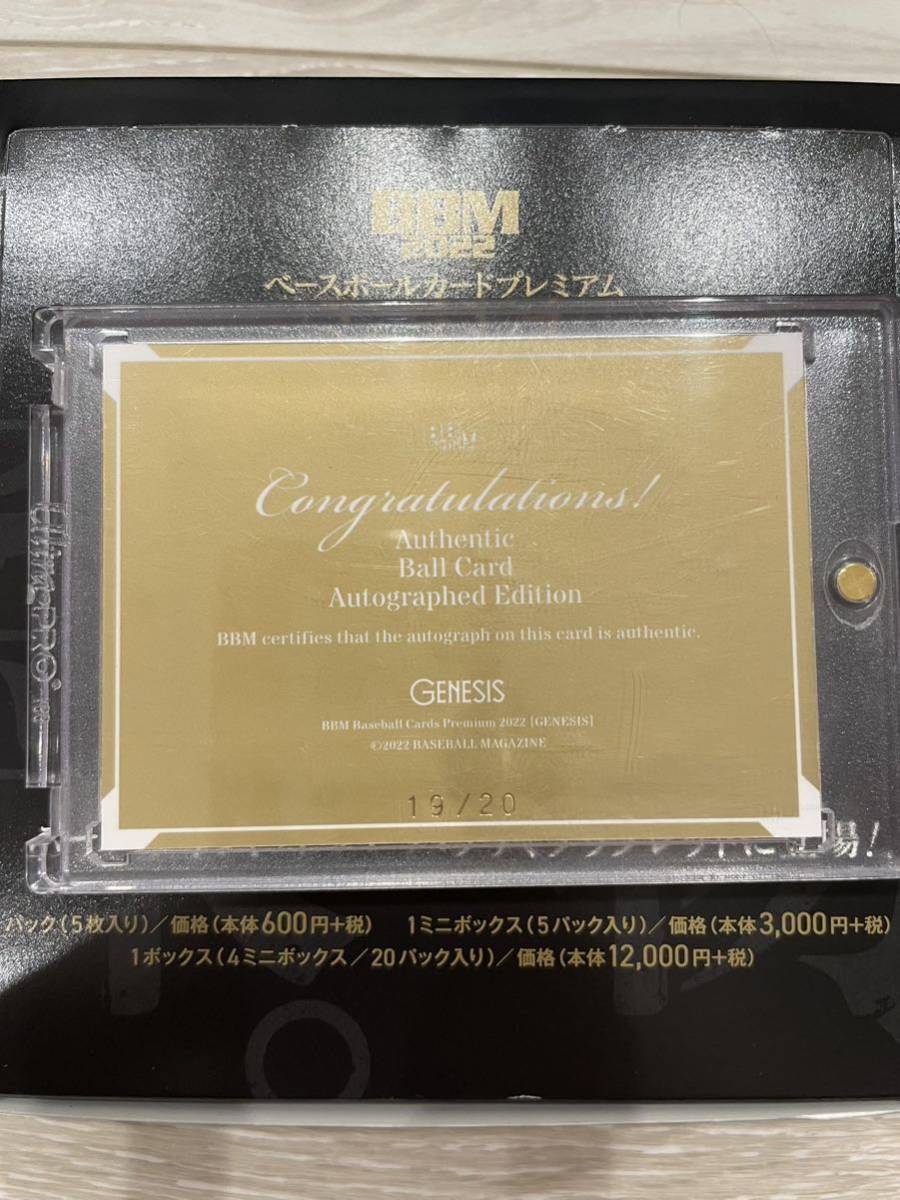 BBM
2022
ベースボールカードプレミアム
BBM
Congratulations!
Authentic
Ball Card
Autographed Edition
BBM certifies that the autograph on this card is authentic.
GENESIS
BBM Baseball Cards Premium 2022 [GENESIS]
©2022 BASEBALL MAGAZINE
19/20
Ultra PRO
場!
パック(5枚入り)/価格(本体600円+税) 1ミニボックス(5パック入り)/価格(本体3,000円+税)
1ボックス(4ミニボックス/20パック入り)/価格(本体12,000円+税)